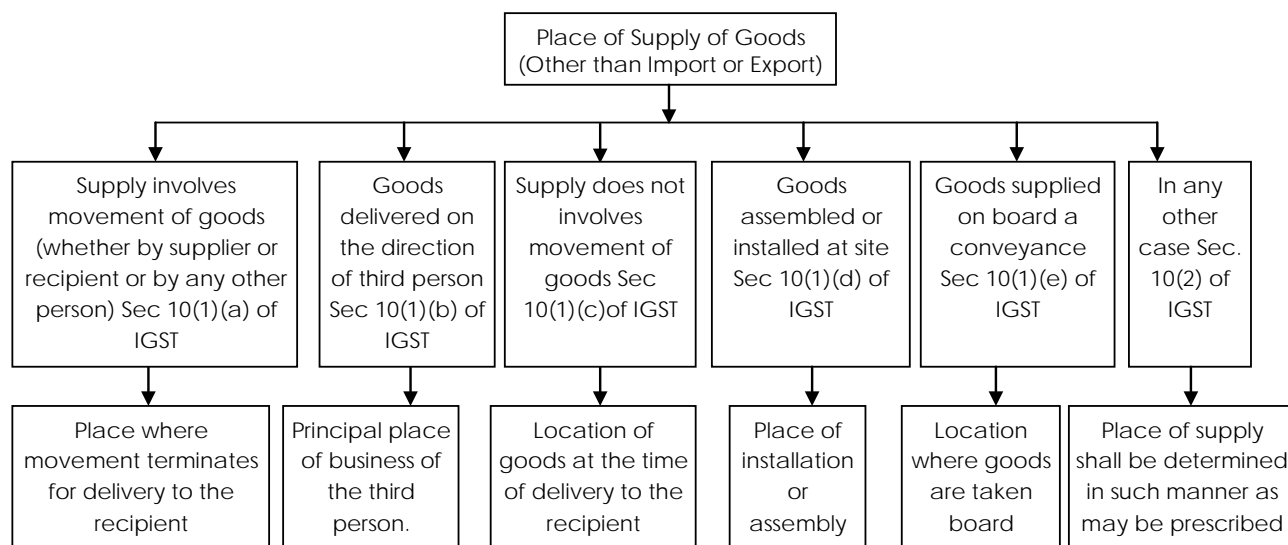 Place of Supply of Goods
(Other than Import or Export)
Supply involves
movement of goods
(whether by supplier or
recipient or by any other
person) Sec 10(1)(a) of
IGST
Goods
delivered on
the direction
of third person
Sec 10(1)(b) of
IGST
Supply does not
involves
movement of
goods Sec
10(1)(c)of IGST
Goods
assembled or
installed at site
Sec 10(1)(d) of
IGST
Goods supplied
on board a
conveyance
Sec 10(1)(e) of
IGST
In any
other
case Sec.
10(2) of
IGST
Place where
movement terminates
for delivery to the
recipient
Principal place
of business of
the third
person.
Location of
goods at the time
of delivery to the
recipient
Place of
installation
or
assembly
Location
where goods
are taken
board
Place of supply
shall be determined
in such manner as
may be prescribed